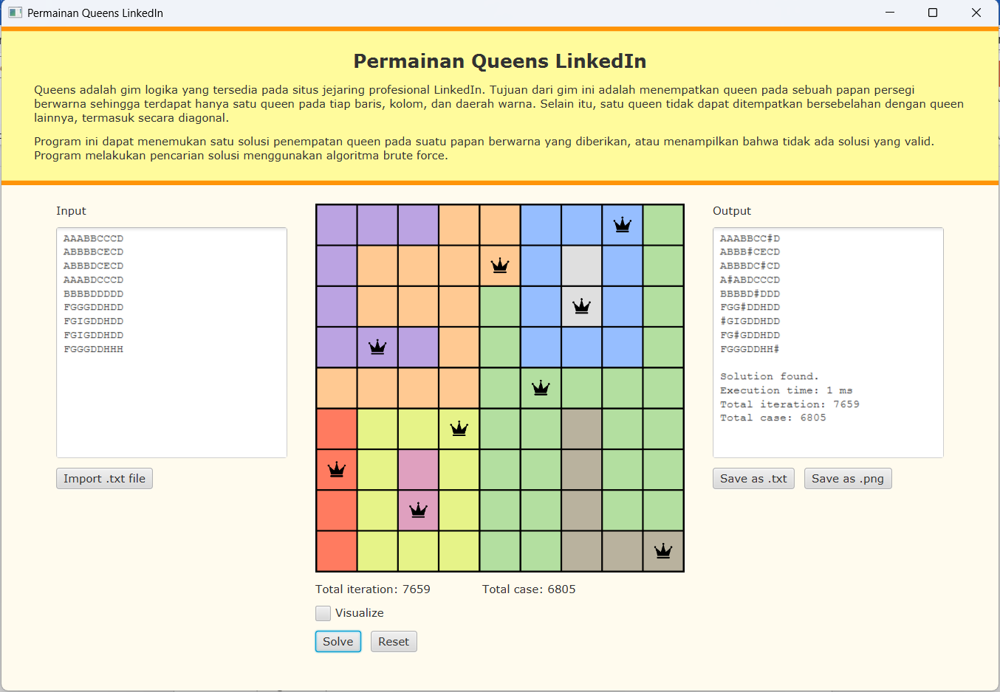 Permainan Queens LinkedIn
Permainan Queens LinkedIn
Queens adalah gim logika yang tersedia pada situs jejaring profesional LinkedIn. Tujuan dari gim ini adalah menempatkan queen pada sebuah papan persegi
berwarna sehingga terdapat hanya satu queen pada tiap baris, kolom, dan daerah warna. Selain itu, satu queen tidak dapat ditempatkan bersebelahan dengan queen
lainnya, termasuk secara diagonal.
Program ini dapat menemukan satu solusi penempatan queen pada suatu papan berwarna yang diberikan, atau menampilkan bahwa tidak ada solusi yang valid.
Program melakukan pencarian solusi menggunakan algoritma brute force.
Input
AAABBCCCD
ABBBBCECD
ABBBDCECD
AAABDCCCD
BBBBDDDDD
FGGGDDHDD
FGIGDDHDD
FGIGDDHDD
FGGGDDHHH
Import .txt file
Total iteration: 7659 Total case: 6805
Visualize
Solve Reset
Output
AAABBCC#D
ABBB#CECD
ABBBDC#CD
A#ABDCCCD
BBBBD#DDD
FGG#DDHDD
#GIGDDHDD
FG#GDDHDD
FGGGDDHH#
Solution found.
Execution time: 1 ms
Total iteration: 7659
Total case: 6805
Save as .txt Save as .png